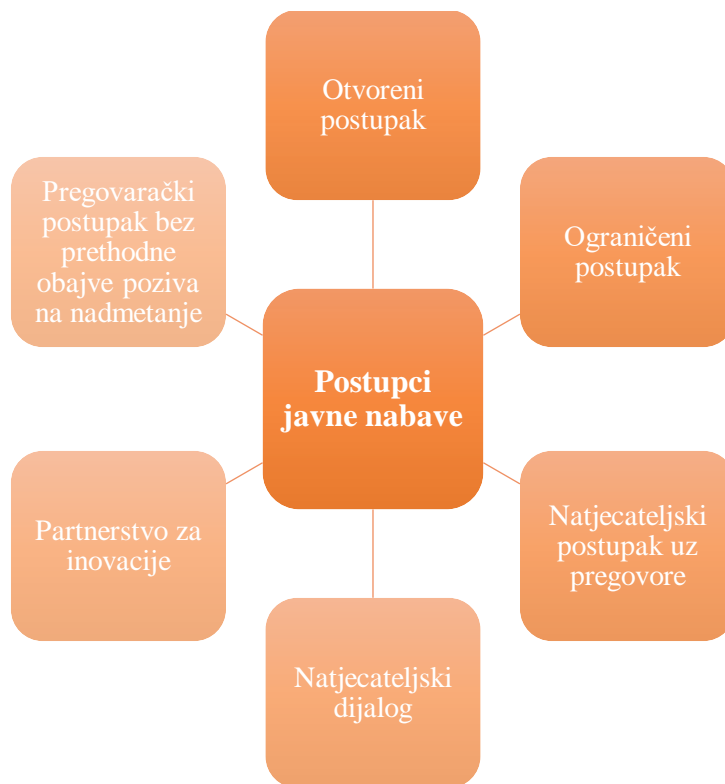 Otvoreni
postupak
Ograničeni
postupak
Natjecateljski
postupak uz
pregovore
Natjecateljski
dijalog
Partnerstvo za
inovacije
Pregovarački
postupak bez
prethodne
obajve poziva
na nadmetanje
Postupci
javne nabave